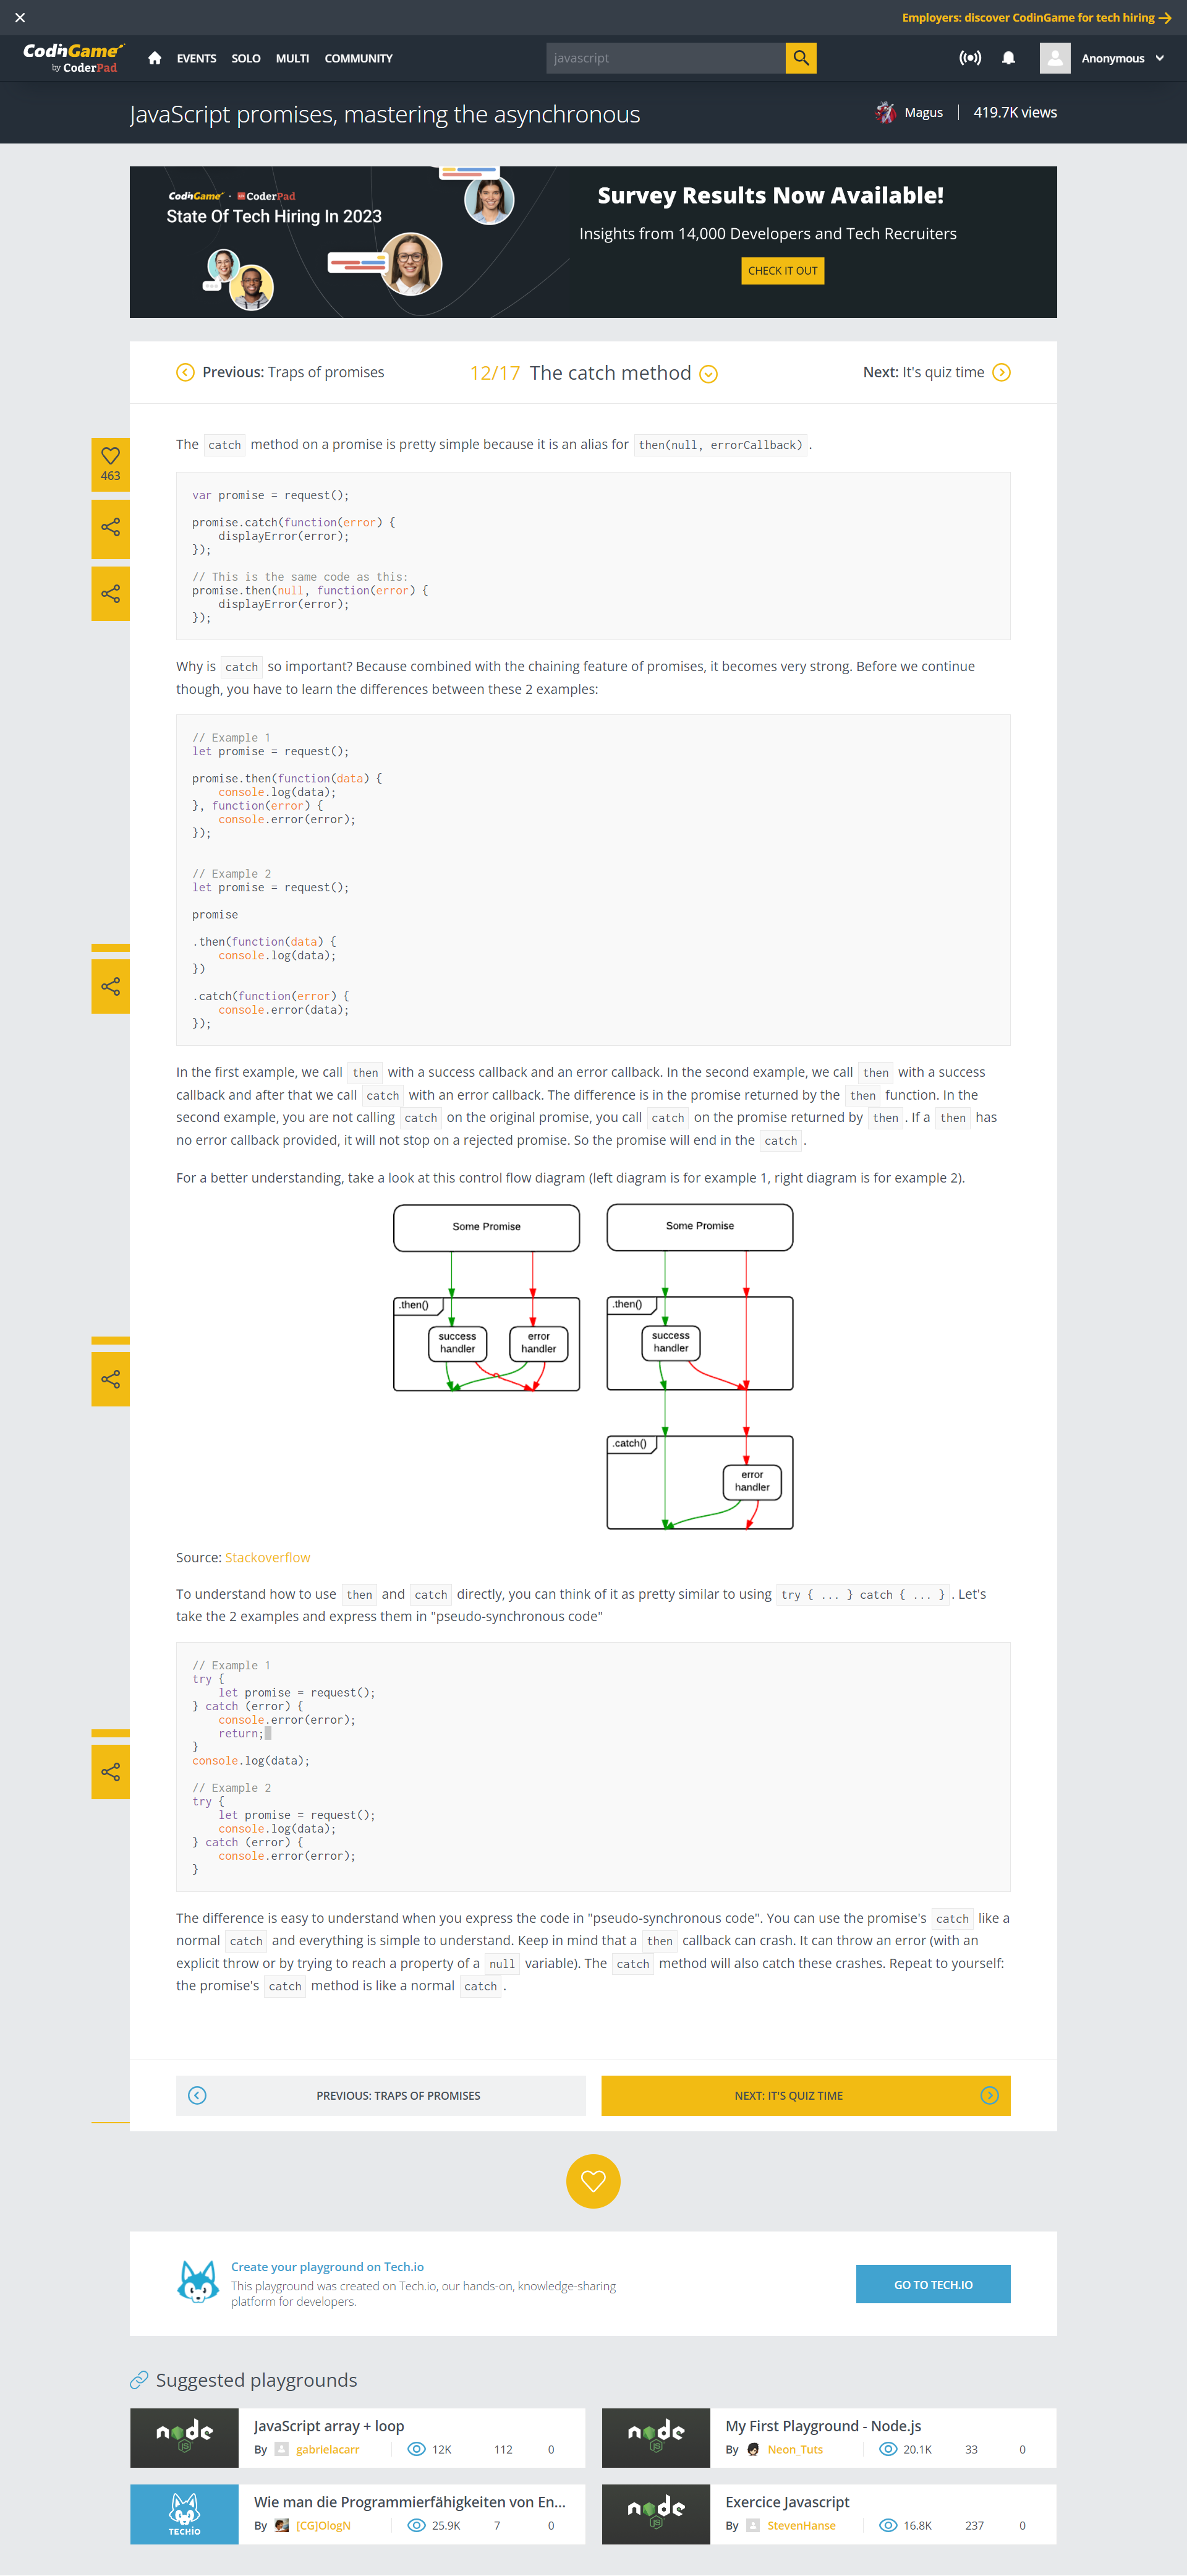 Employers: discover CodinGame for tech hiring
CodinGame
by CoderPad
EVENTS SOLO MULTI COMMUNITY
javascript
Anonymous
JavaScript promises, mastering the asynchronous
Magus
419.7K views
CodinGame · CoderPad
State Of Tech Hiring In 2023
Survey Results Now Available!
Insights from 14,000 Developers and Tech Recruiters
CHECK IT OUT
Previous: Traps of promises
12/17 The catch method
Next: It's quiz time
463
The catch method on a promise is pretty simple because it is an alias for then(null, errorCallback).
var promise = request();
promise.catch(function(error) {
displayError(error);
});
// This is the same code as this:
promise.then(null, function(error) {
displayError(error);
});
Why is catch so important? Because combined with the chaining feature of promises, it becomes very strong. Before we continue
though, you have to learn the differences between these 2 examples:
// Example 1
let promise = request();
promise.then(function(data) {
console.log(data);
}, function(error) {
console.error(error);
});
// Example 2
let promise = request();
promise
.then(function(data) {
console.log(data);
})
.catch(function(error) {
console.error(data);
});
In the first example, we call then with a success callback and an error callback. In the second example, we call then with a success
callback and after that we call catch with an error callback. The difference is in the promise returned by the then function. In the
second example, you are not calling catch on the original promise, you call catch on the promise returned by then. If a then has
no error callback provided, it will not stop on a rejected promise. So the promise will end in the catch.
For a better understanding, take a look at this control flow diagram (left diagram is for example 1, right diagram is for example 2).
Some Promise
.then()
success
handler
error
handler
Some Promise
.then()
success
handler
.catch()
error
handler
Source: Stackoverflow
To understand how to use then and catch directly, you can think of it as pretty similar to using try { ... } catch { ... }. Let's
take the 2 examples and express them in "pseudo-synchronous code"
// Example 1
try {
let promise = request();
} catch (error) {
console.error(error);
return;
}
console.log(data);
// Example 2
try {
let promise = request();
console.log(data);
} catch (error) {
console.error(error);
}
The difference is easy to understand when you express the code in "pseudo-synchronous code". You can use the promise's catch like a
normal catch and everything is simple to understand. Keep in mind that a then callback can crash. It can throw an error (with an
explicit throw or by trying to reach a property of a null variable). The catch method will also catch these crashes. Repeat to yourself:
the promise's catch method is like a normal catch.
PREVIOUS: TRAPS OF PROMISES
NEXT: IT'S QUIZ TIME
Create your playground on Tech.io
This playground was created on Tech.io, our hands-on, knowledge-sharing
platform for developers.
GO TO TECH.IO
Suggested playgrounds
node
JS
JavaScript array + loop
By gabrielacarr 12K 112 0
node
JS
My First Playground - Node.js
By Neon_Tuts 20.1K 33 0
TECH.IO
Wie man die Programmierfähigkeiten von En...
By [CG]OlogN 25.9K 7 0
node
JS
Exercice Javascript
By StevenHanse 16.8K 237 0